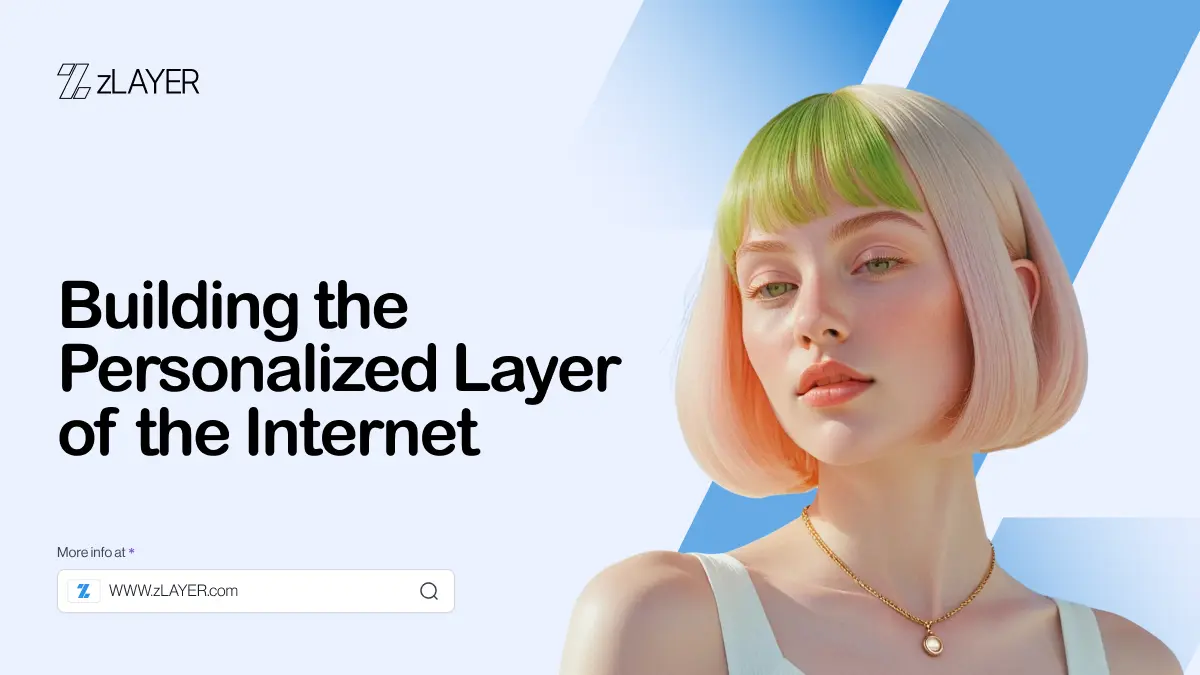 zLAYER
Building the
Personalized Layer
of the Internet
More info at *
WWW.zLAYER.com